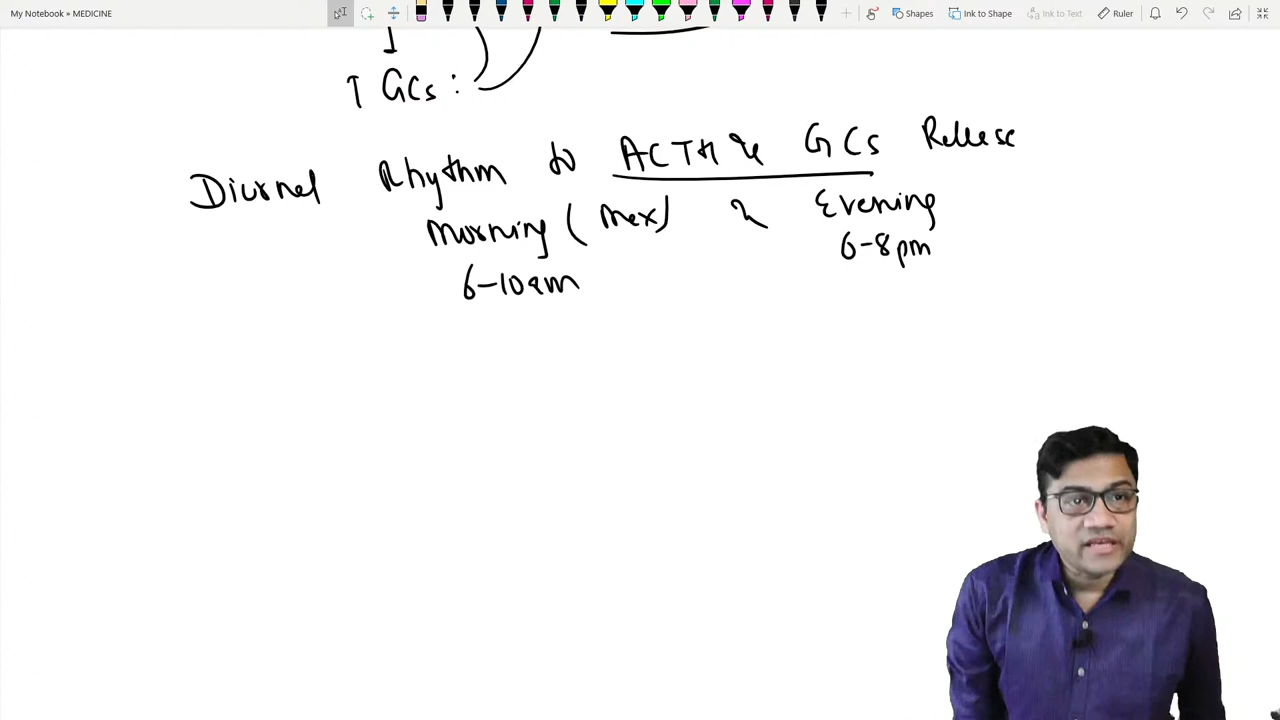 My Notebook » MEDICINE
Shapes
Ink to Shape
Ink to Text
Ruler
↑ GCs :
Diurnal Rhythm to ACTH & GCs Release
Morning (Max) & Evening
6-10am 6-8pm